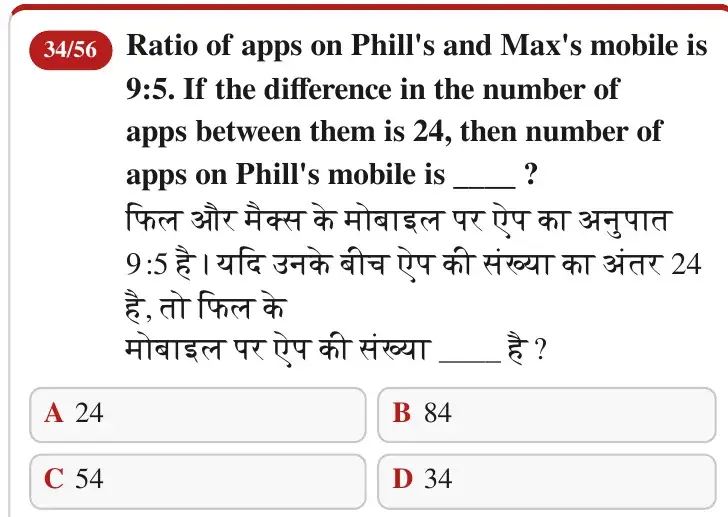 34/56 Ratio of apps on Phill's and Max's mobile is
9:5. If the difference in the number of
apps between them is 24, then number of
apps on Phill's mobile is ____ ?
फिल और मैक्स के मोबाइल पर ऐप का अनुपात
9:5 है। यदि उनके बीच ऐप की संख्या का अंतर 24
है, तो फिल के
मोबाइल पर ऐप की संख्या ____ है ?
A 24
B 84
C 54
D 34